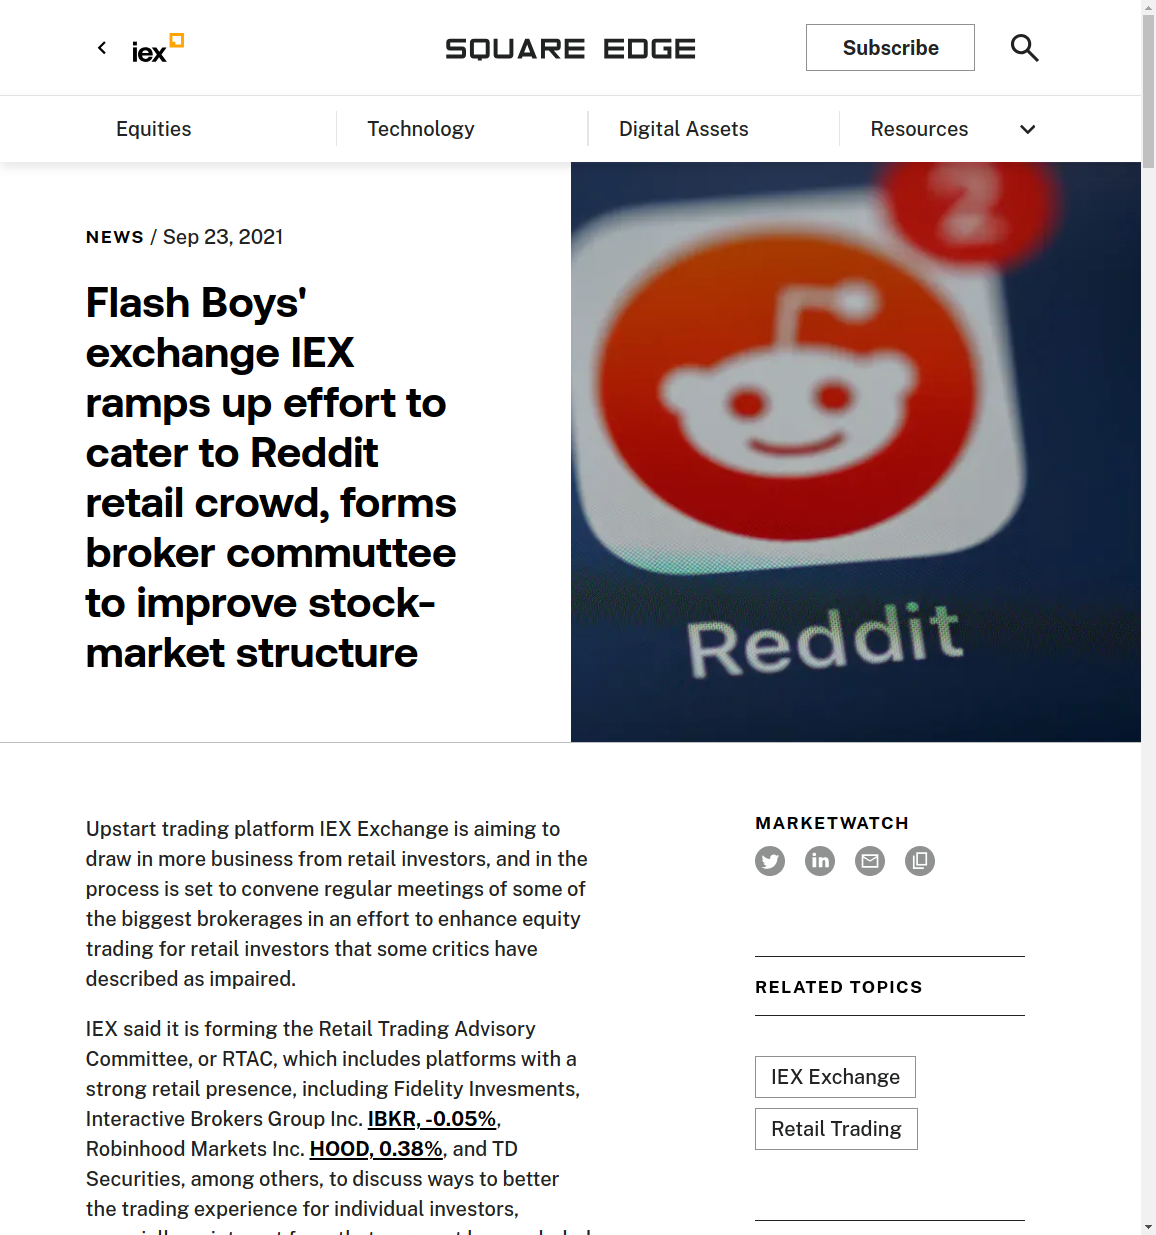 iex
SQUARE EDGE
Subscribe
Equities
Technology
Digital Assets
Resources
NEWS / Sep 23, 2021
Flash Boys'
exchange IEX
ramps up effort to
cater to Reddit
retail crowd, forms
broker commuttee
to improve stock-
market structure
2
Reddit
Upstart trading platform IEX Exchange is aiming to
draw in more business from retail investors, and in the
process is set to convene regular meetings of some of
the biggest brokerages in an effort to enhance equity
trading for retail investors that some critics have
described as impaired.
IEX said it is forming the Retail Trading Advisory
Committee, or RTAC, which includes platforms with a
strong retail presence, including Fidelity Invesments,
Interactive Brokers Group Inc. IBKR, -0.05%,
Robinhood Markets Inc. HOOD, 0.38%, and TD
Securities, among others, to discuss ways to better
the trading experience for individual investors,
MARKETWATCH
in
RELATED TOPICS
IEX Exchange
Retail Trading